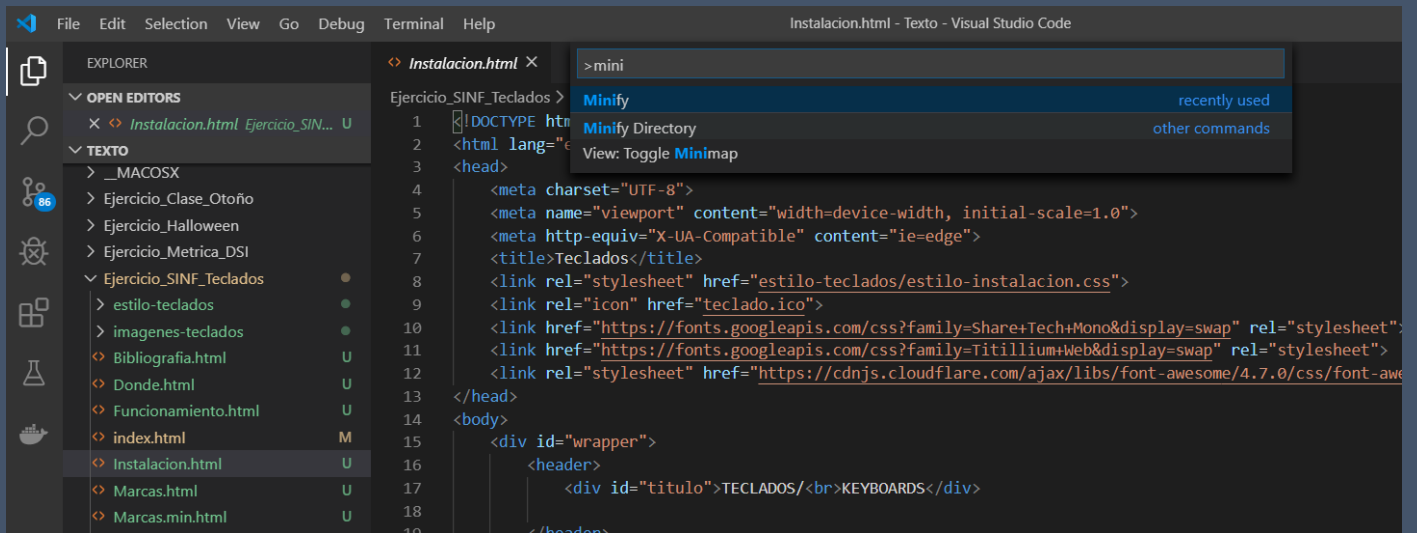 File Edit Selection View Go Debug Terminal Help
Instalacion.html - Texto - Visual Studio Code
EXPLORER
OPEN EDITORS
Instalacion.html Ejercicio_SIN... U
TEXTO
__MACOSX
Ejercicio_Clase_Otoño
Ejercicio_Halloween
Ejercicio_Metrica_DSI
Ejercicio_SINF_Teclados
estilo-teclados
imagenes-teclados
Bibliografia.html U
Donde.html U
Funcionamiento.html U
index.html M
Instalacion.html U
Marcas.html U
Marcas.min.html U
86
Instalacion.html
>mini
Minify recently used
Minify Directory other commands
View: Toggle Minimap
Ejercicio_SINF_Teclados >
1 <!DOCTYPE htm
2 <html lang="e
3 <head>
4 <meta charset="UTF-8">
5 <meta name="viewport" content="width=device-width, initial-scale=1.0">
6 <meta http-equiv="X-UA-Compatible" content="ie=edge">
7 <title>Teclados</title>
8 <link rel="stylesheet" href="estilo-teclados/estilo-instalacion.css">
9 <link rel="icon" href="teclado.ico">
10 <link href="https://fonts.googleapis.com/css?family=Share+Tech+Mono&display=swap" rel="stylesheet">
11 <link href="https://fonts.googleapis.com/css?family=Titillium+Web&display=swap" rel="stylesheet">
12 <link rel="stylesheet" href="https://cdnjs.cloudflare.com/ajax/libs/font-awesome/4.7.0/css/font-awe
13 </head>
14 <body>
15 <div id="wrapper">
16 <header>
17 <div id="titulo">TECLADOS/<br>KEYBOARDS</div>
18
19 </header>